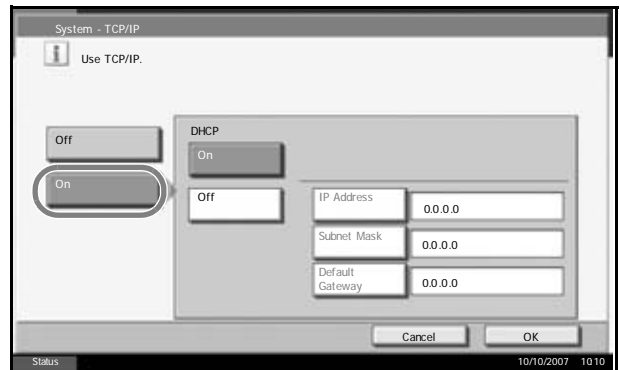 System - TCP/IP
i Use TCP/IP.
Off
On
DHCP
On
Off
IP Address 0.0.0.0
Subnet Mask 0.0.0.0
Default
Gateway 0.0.0.0
Cancel OK
Status 10/10/2007 10:10